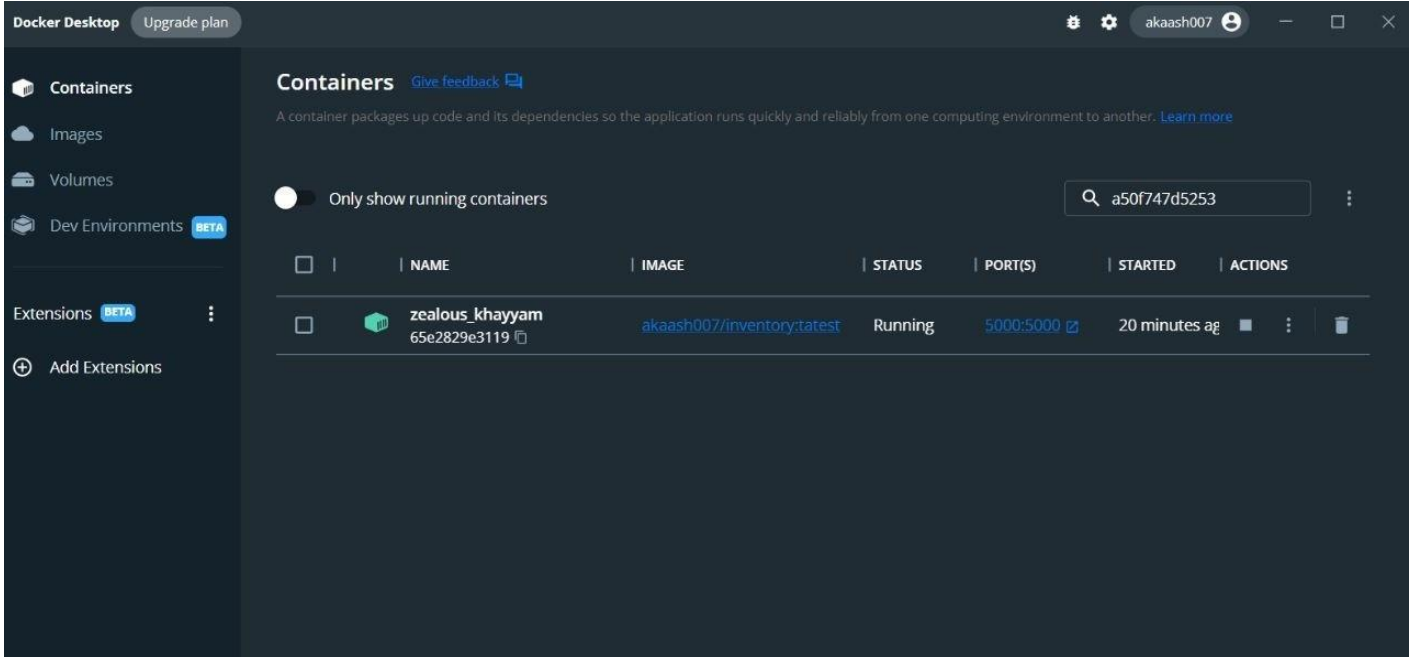 Docker Desktop Upgrade plan akaash007
Containers
Images
Volumes
Dev Environments BETA
Extensions BETA
Add Extensions
Containers Give feedback
A container packages up code and its dependencies so the application runs quickly and reliably from one computing environment to another. Learn more
Only show running containers a50f747d5253
NAME IMAGE STATUS PORT(S) STARTED ACTIONS
zealous_khayyam akaash007/inventory:tatest Running 5000:5000 20 minutes ag
65e2829e3119